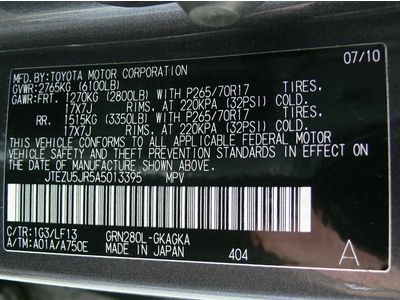 07/10
MFD. BY: TOYOTA MOTOR CORPORATION
GVWR: 2765KG (6100LB)
GAWR: FRT. 1270KG (2800LB) WITH P265/70R17 TIRES.
17X7J RIMS. AT 220KPA (32PSI) COLD.
RR. 1515KG (3350LB) WITH P265/70R17 TIRES.
17X7J RIMS. AT 220KPA (32PSI) COLD.
THIS VEHICLE CONFORMS TO ALL APPLICABLE FEDERAL MOTOR
VEHICLE SAFETY AND THEFT PREVENTION STANDARDS IN EFFECT ON
THE DATE OF MANUFACTURE SHOWN ABOVE.
JTEZU5JR5A5013395 MPV
C/TR: 1G3/LF13 GRN280L-GKAGKA
A/TM: A01A/A750E MADE IN JAPAN 404 A